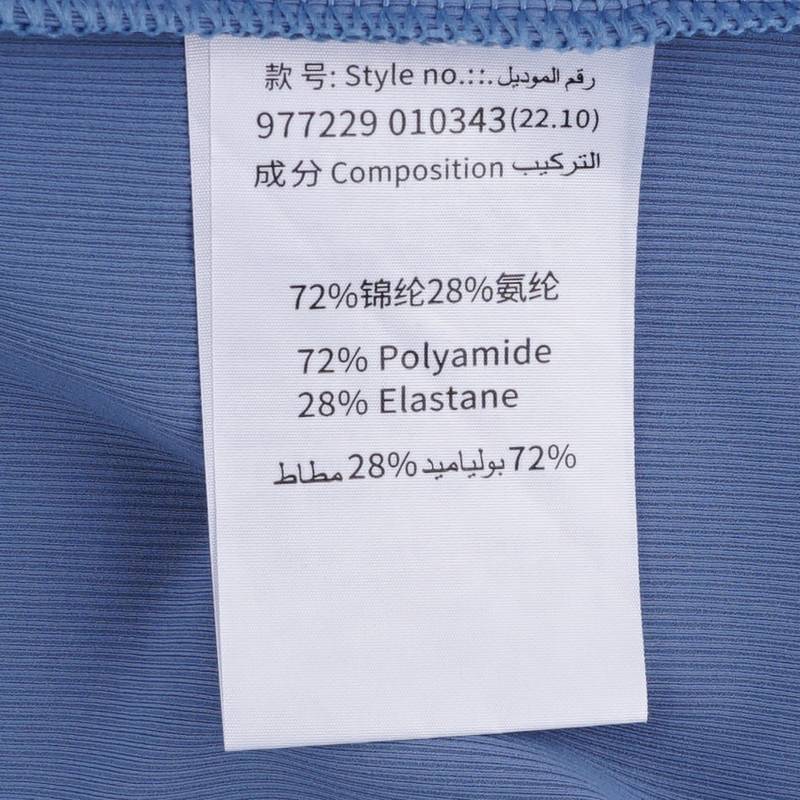 款号: Style no.::. رقم الموديل
977229 010343(22.10)
成分 Composition التركيب
72%锦纶28%氨纶
72% Polyamide
28% Elastane
72%بوليامید 28% مطاط